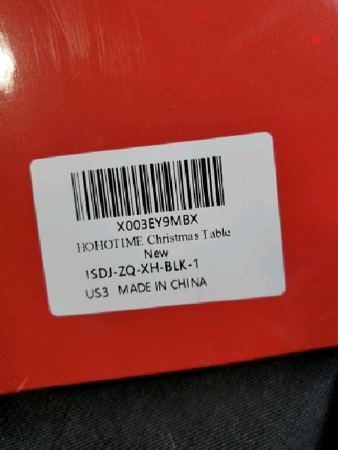 X003EY9MBX
HOHOTIME Christmas Table
New
ISDJ-ZQ-XH-BLK-1
US3 MADE IN CHINA